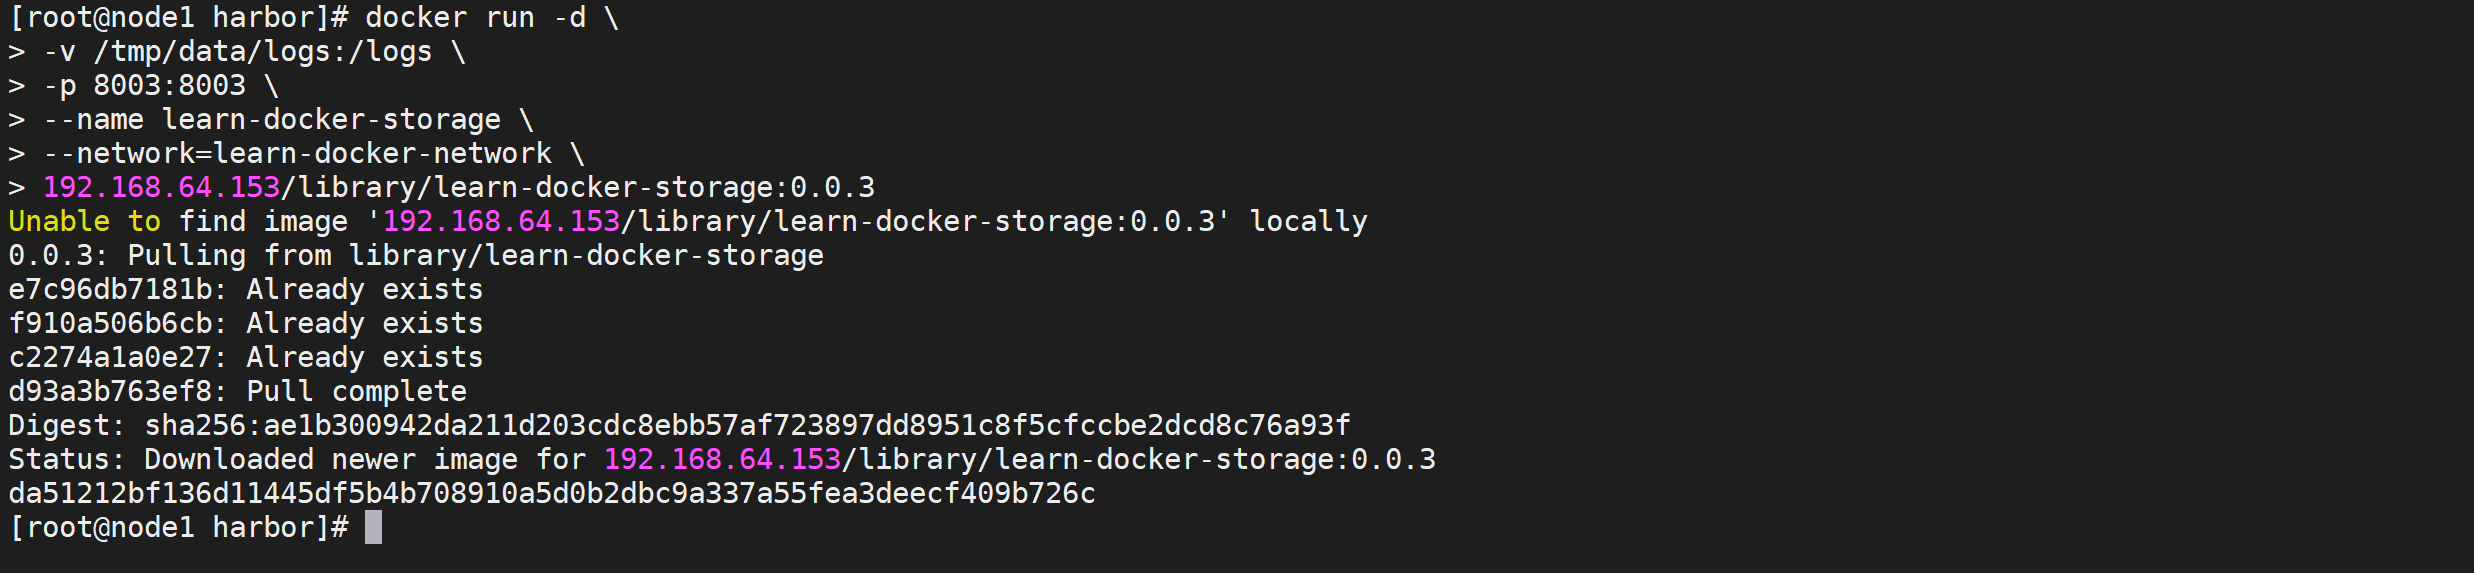 [root@node1 harbor]# docker run -d \
> -v /tmp/data/logs:/logs \
> -p 8003:8003 \
> --name learn-docker-storage \
> --network=learn-docker-network \
> 192.168.64.153/library/learn-docker-storage:0.0.3
Unable to find image '192.168.64.153/library/learn-docker-storage:0.0.3' locally
0.0.3: Pulling from library/learn-docker-storage
e7c96db7181b: Already exists
f910a506b6cb: Already exists
c2274a1a0e27: Already exists
d93a3b763ef8: Pull complete
Digest: sha256:ae1b300942da211d203cdc8ebb57af723897dd8951c8f5cfccbe2dcd8c76a93f
Status: Downloaded newer image for 192.168.64.153/library/learn-docker-storage:0.0.3
da51212bf136d11445df5b4b708910a5d0b2dbc9a337a55fea3deecf409b726c
[root@node1 harbor]#